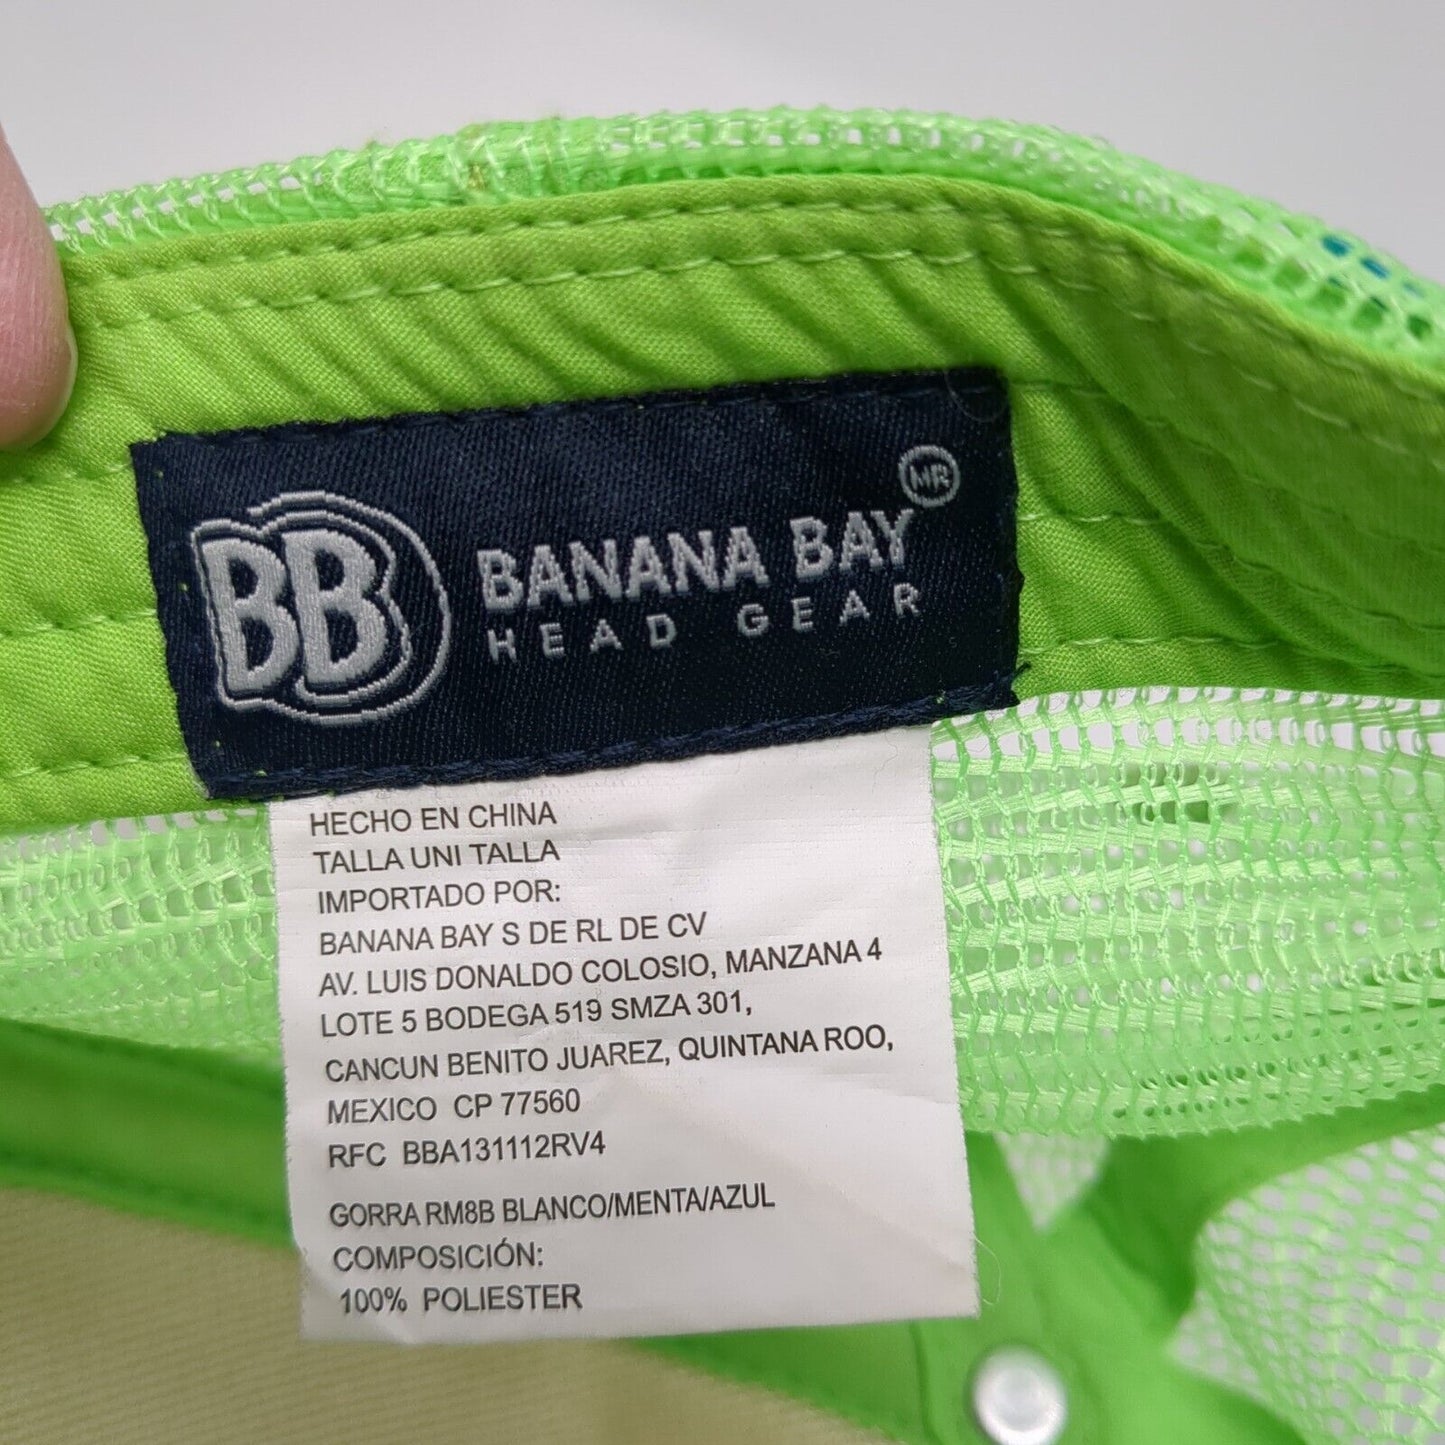 BB
BANANA BAY MR
HEAD GEAR
HECHO EN CHINA
TALLA UNI TALLA
IMPORTADO POR:
BANANA BAY S DE RL DE CV
AV. LUIS DONALDO COLOSIO, MANZANA 4
LOTE 5 BODEGA 519 SMZA 301,
CANCUN BENITO JUAREZ, QUINTANA ROO,
MEXICO CP 77560
RFC BBA131112RV4
GORRA RM8B BLANCO/MENTA/AZUL
COMPOSICIÓN:
100% POLIESTER